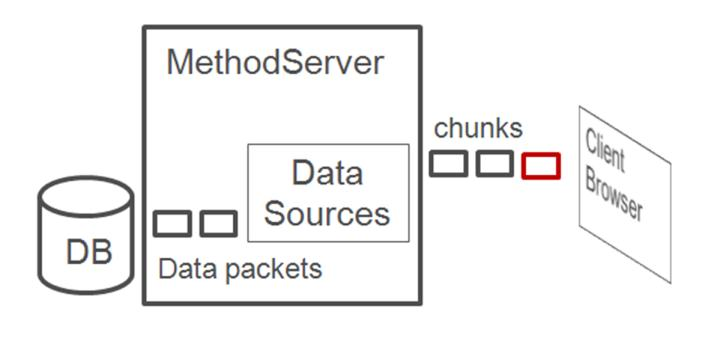 MethodServer
chunks
Client
Browser
Data
Sources
DB
Data packets